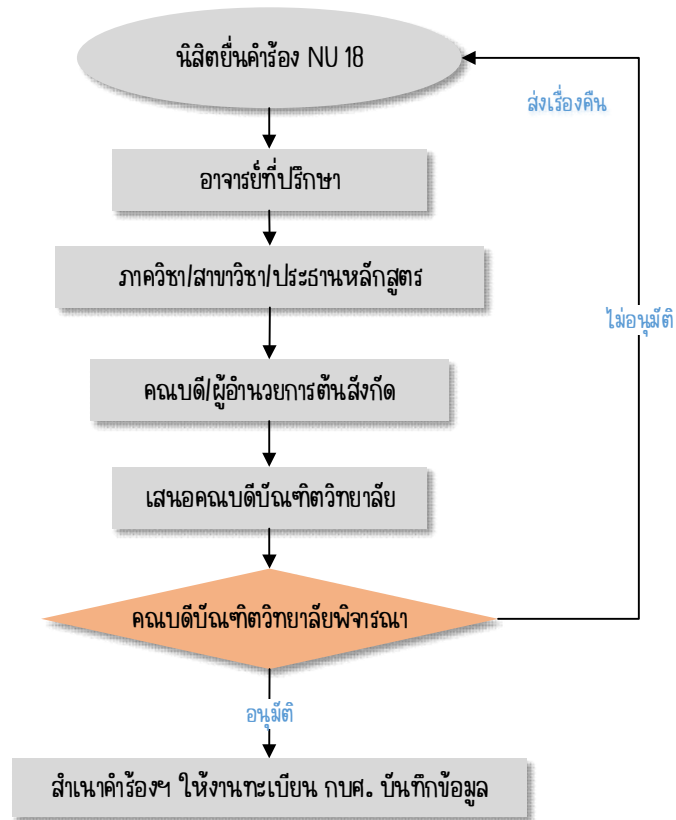 นิสิตยื่นคำร้อง NU 18
ส่งเรื่องคืน
อาจารย์ที่ปรึกษา
ภาควิชา/สาขาวิชา/ประธานหลักสูตร
ไม่อนุมัติ
คณบดี/ผู้อำนวยการต้นสังกัด
เสนอคณบดีบัณฑิตวิทยาลัย
คณบดีบัณฑิตวิทยาลัยพิจารณา
อนุมัติ
สำเนาคำร้องฯ ให้งานทะเบียน กบศ. บันทึกข้อมูล